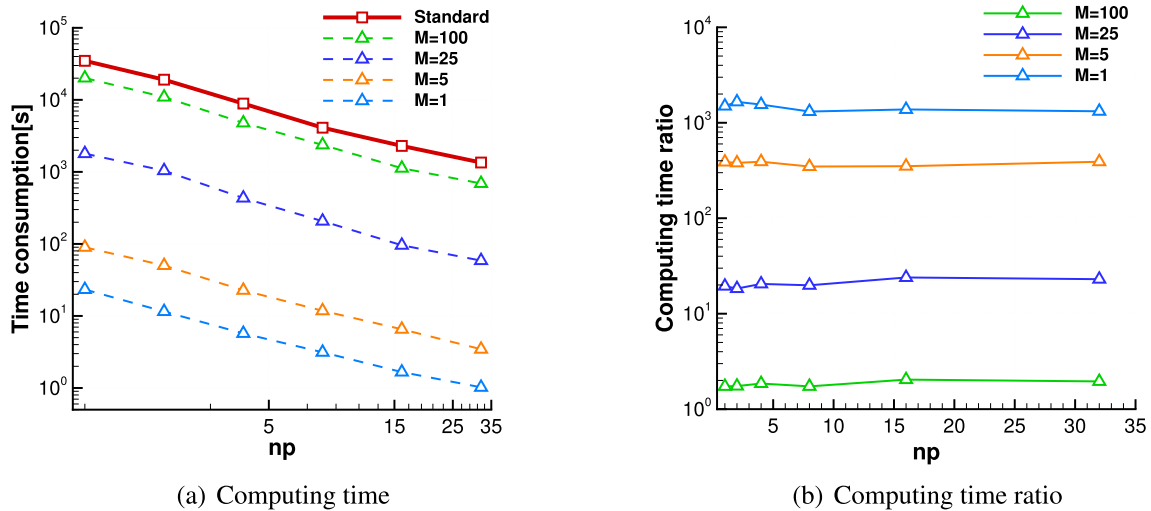 Standard
M=100
M=25
M=5
M=1
10^5
10^4
10^3
10^2
10^1
10^0
Time consumption[s]
5 15 25 35
np
(a) Computing time
M=100
M=25
M=5
M=1
10^4
10^3
10^2
10^1
10^0
Computing time ratio
5 10 15 20 25 30 35
np
(b) Computing time ratio